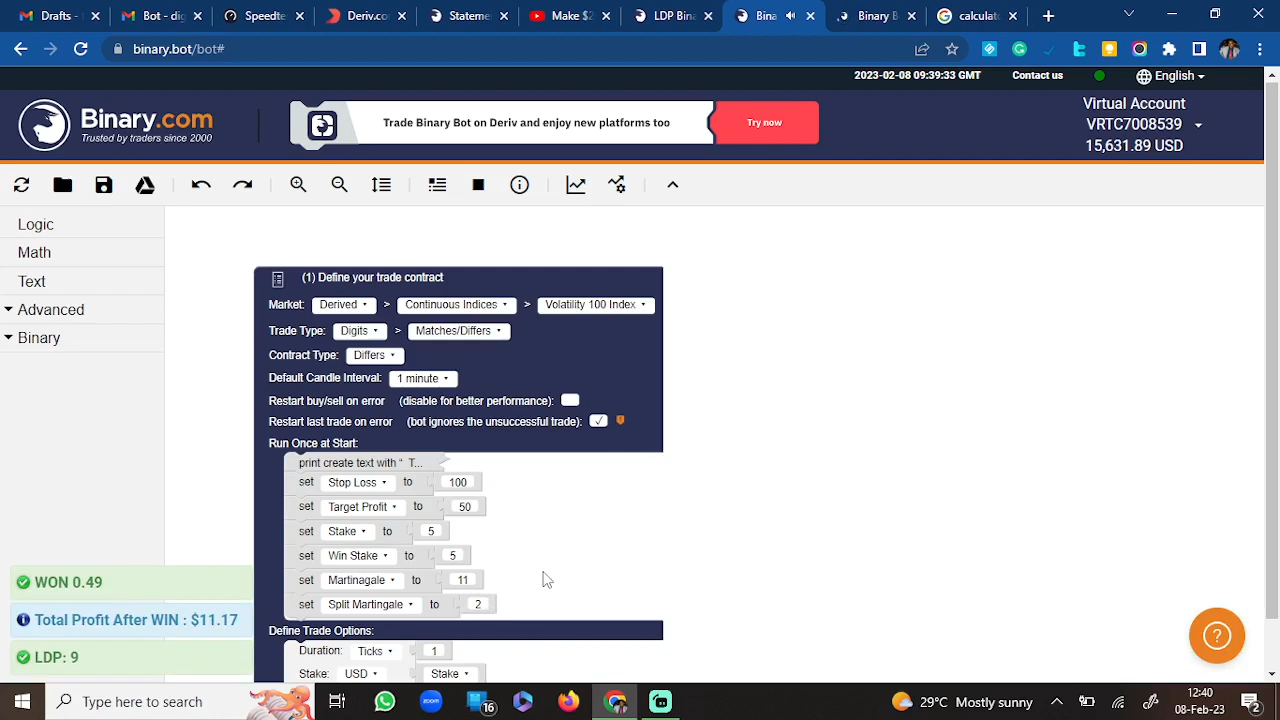 Drafts -
Mail - dig
Speedte
Deriv.com
Stateme
Make $2
LDP Bin
Bina
Binary B
calculat
binary.bot/bot#
2023-02-08 09:39:33 GMT
Contact us
English
Binary.com
Trusted by traders since 2000
Trade Binary Bot on Deriv and enjoy new platforms too
Try now
Virtual Account
VRTC7008539
15,631.89 USD
Logic
Math
Text
Advanced
Binary
(1) Define your trade contract
Market: Derived > Continuous Indices > Volatility 100 Index
Trade Type: Digits > Matches/Differs
Contract Type: Differs
Default Candle Interval: 1 minute
Restart buy/sell on error (disable for better performance):
Restart last trade on error (bot ignores the unsuccessful trade): ✓
Run Once at Start:
print create text with “ T...
set Stop Loss to 100
set Target Profit to 50
set Stake to 5
set Win Stake to 5
set Martinagale to 11
set Split Martingale to 2
Define Trade Options:
Duration: Ticks 1
Stake: USD Stake
WON 0.49
Total Profit After WIN : $11.17
LDP: 9
?
Type here to search
zoom
16
29°C Mostly sunny
12:40
08-Feb-23
2